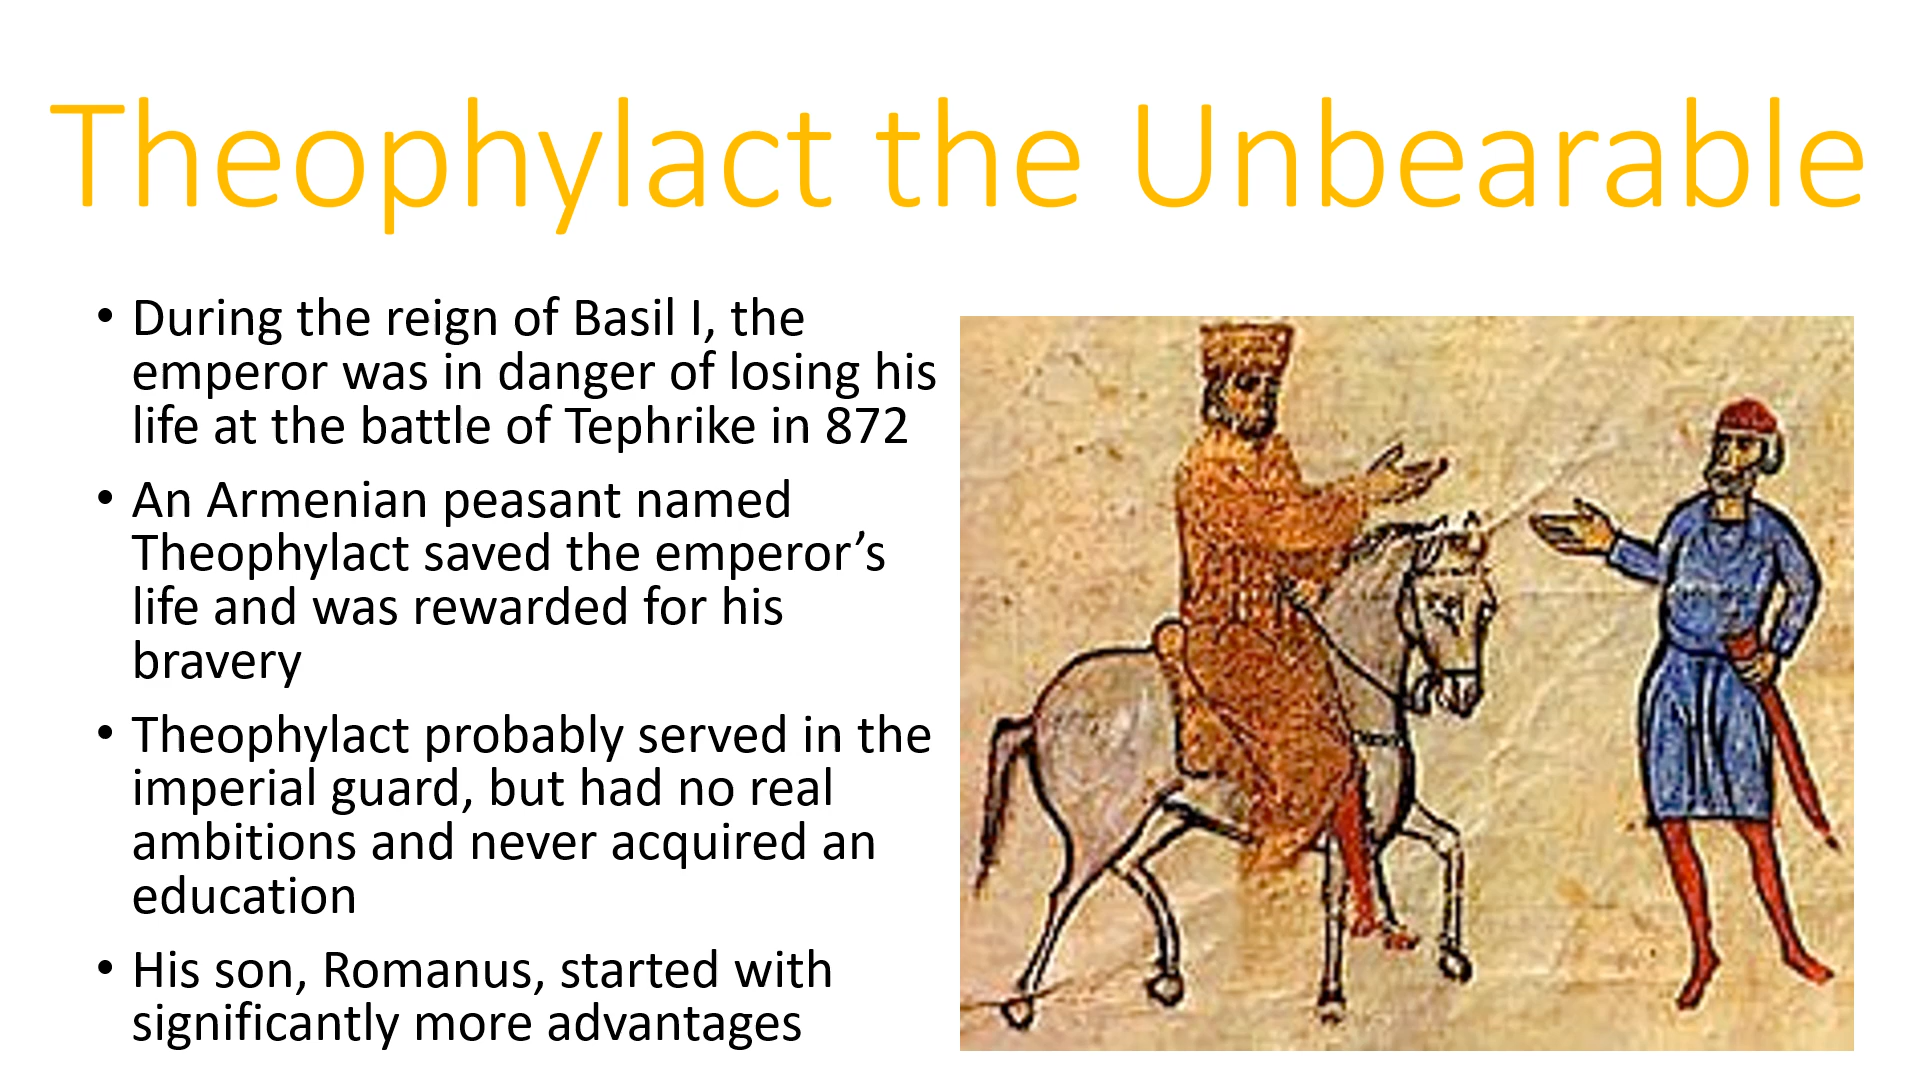 Theophylact the Unbearable
• During the reign of Basil I, the
emperor was in danger of losing his
life at the battle of Tephrike in 872
• An Armenian peasant named
Theophylact saved the emperor’s
life and was rewarded for his
bravery
• Theophylact probably served in the
imperial guard, but had no real
ambitions and never acquired an
education
• His son, Romanus, started with
significantly more advantages